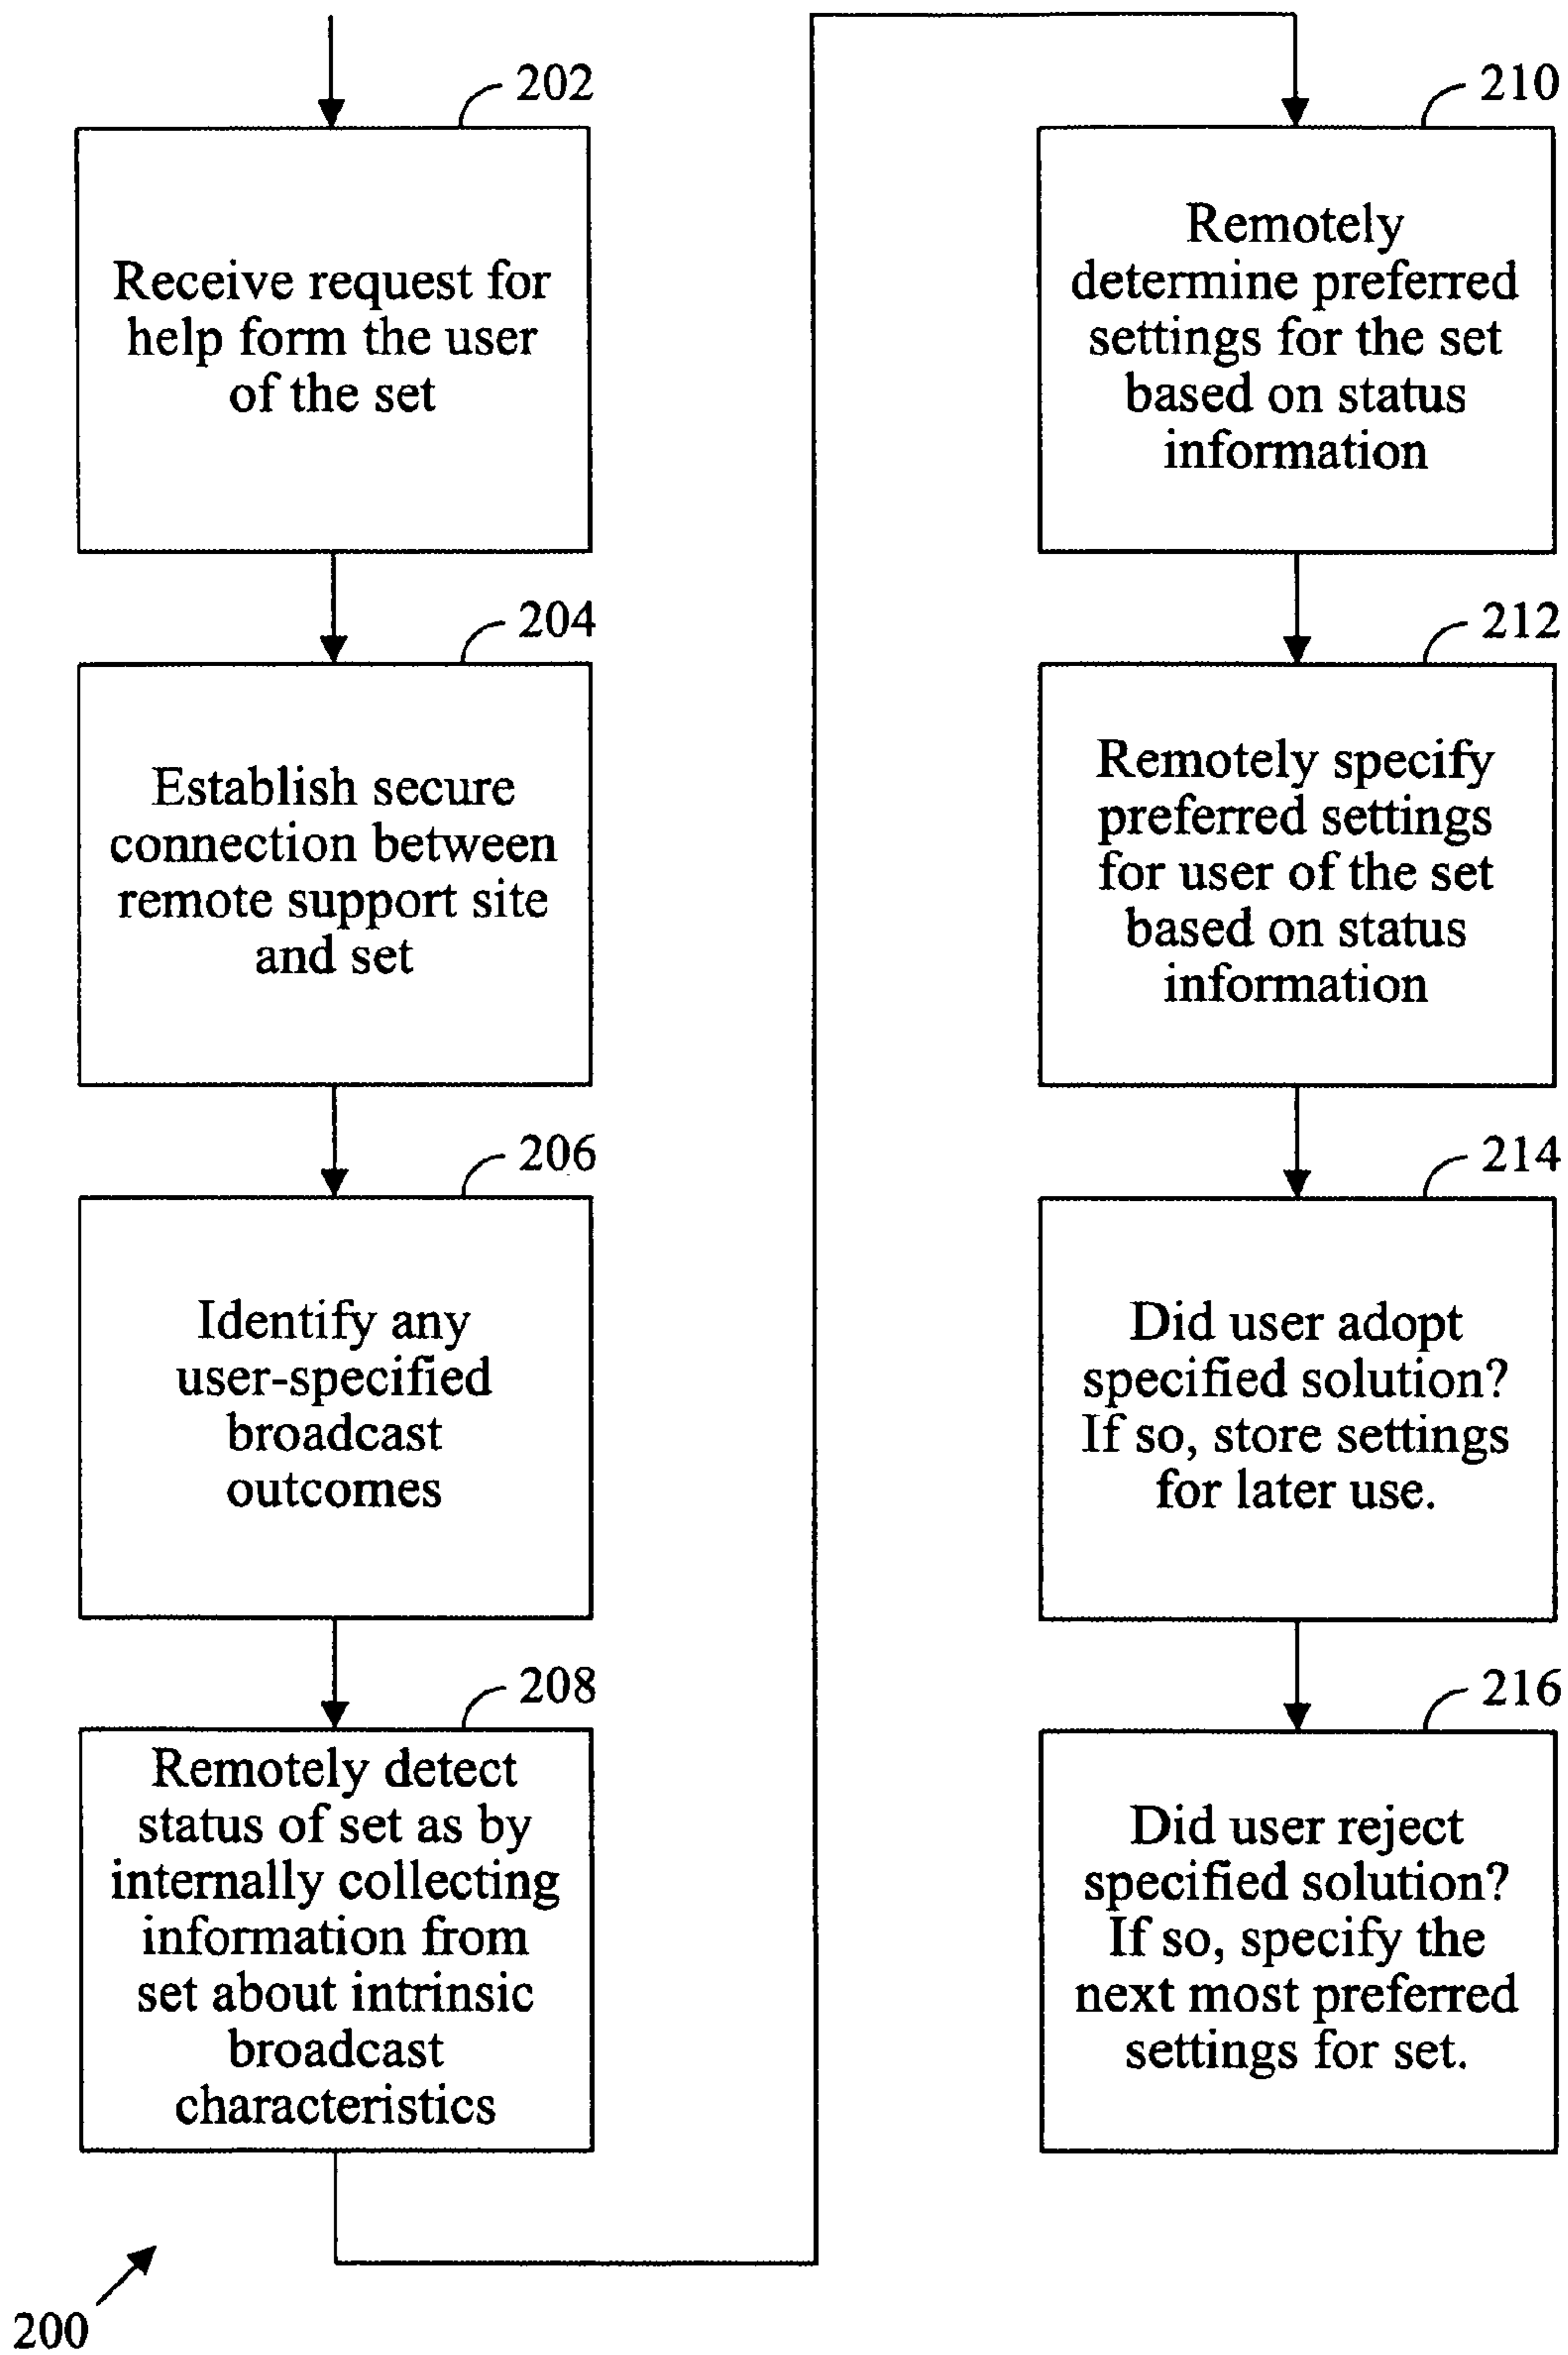 202
Receive request for
help form the user
of the set
204
Establish secure
connection between
remote support site
and set
206
Identify any
user-specified
broadcast
outcomes
208
Remotely detect
status of set as by
internally collecting
information from
set about intrinsic
broadcast
characteristics
210
Remotely
determine preferred
settings for the set
based on status
information
212
Remotely specify
preferred settings
for user of the set
based on status
information
214
Did user adopt
specified solution?
If so, store settings
for later use.
216
Did user reject
specified solution?
If so, specify the
next most preferred
settings for set.
200